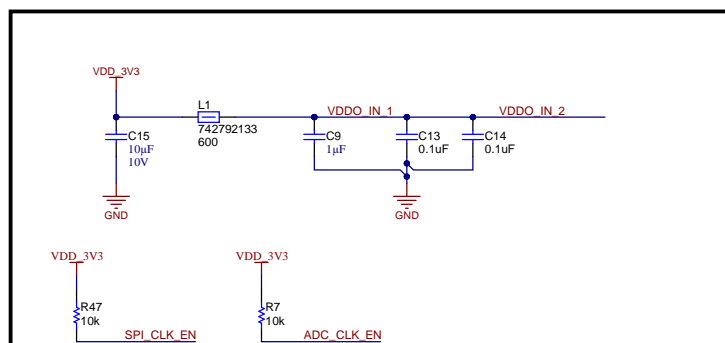 VDD_3V3
L1
VDDO_IN_1
VDDO_IN_2
742792133
600
C15
10µF
10V
C9
1µF
C13
0.1uF
C14
0.1uF
GND
GND
VDD_3V3
VDD_3V3
R47
10k
R7
10k
SPI_CLK_EN
ADC_CLK_EN